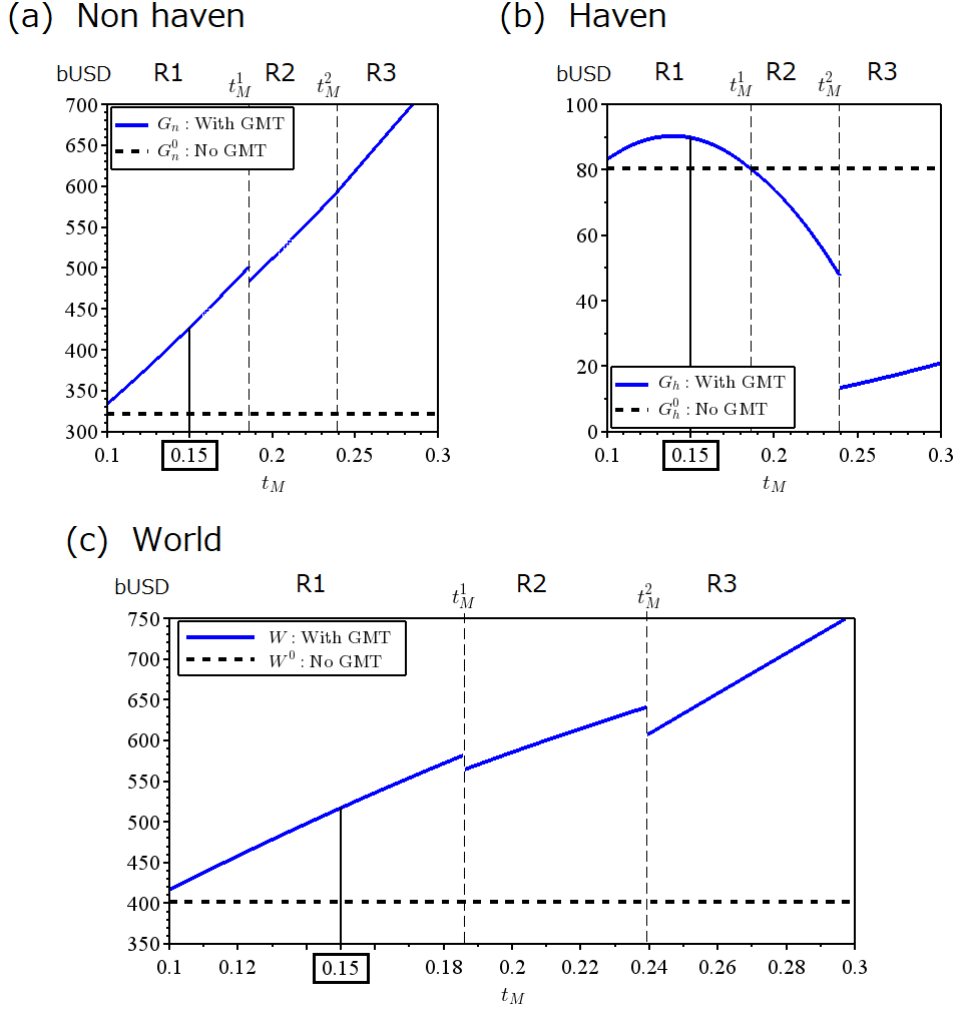 (a) Non haven
bUSD R1 t_M^1 R2 t_M^2 R3
700
650
600
550
500
450
400
350
300
G_n : With GMT
G_n^0 : No GMT
0.1 0.15 0.2 0.25 0.3
t_M
(b) Haven
bUSD R1 t_M^1 R2 t_M^2 R3
100
80
60
40
20
0
G_h : With GMT
G_h^0 : No GMT
0.1 0.15 0.2 0.25 0.3
t_M
(c) World
bUSD R1 t_M^1 R2 t_M^2 R3
750
700
650
600
550
500
450
400
350
W : With GMT
W^0 : No GMT
0.1 0.12 0.15 0.18 0.2 0.22 0.24 0.26 0.28 0.3
t_M